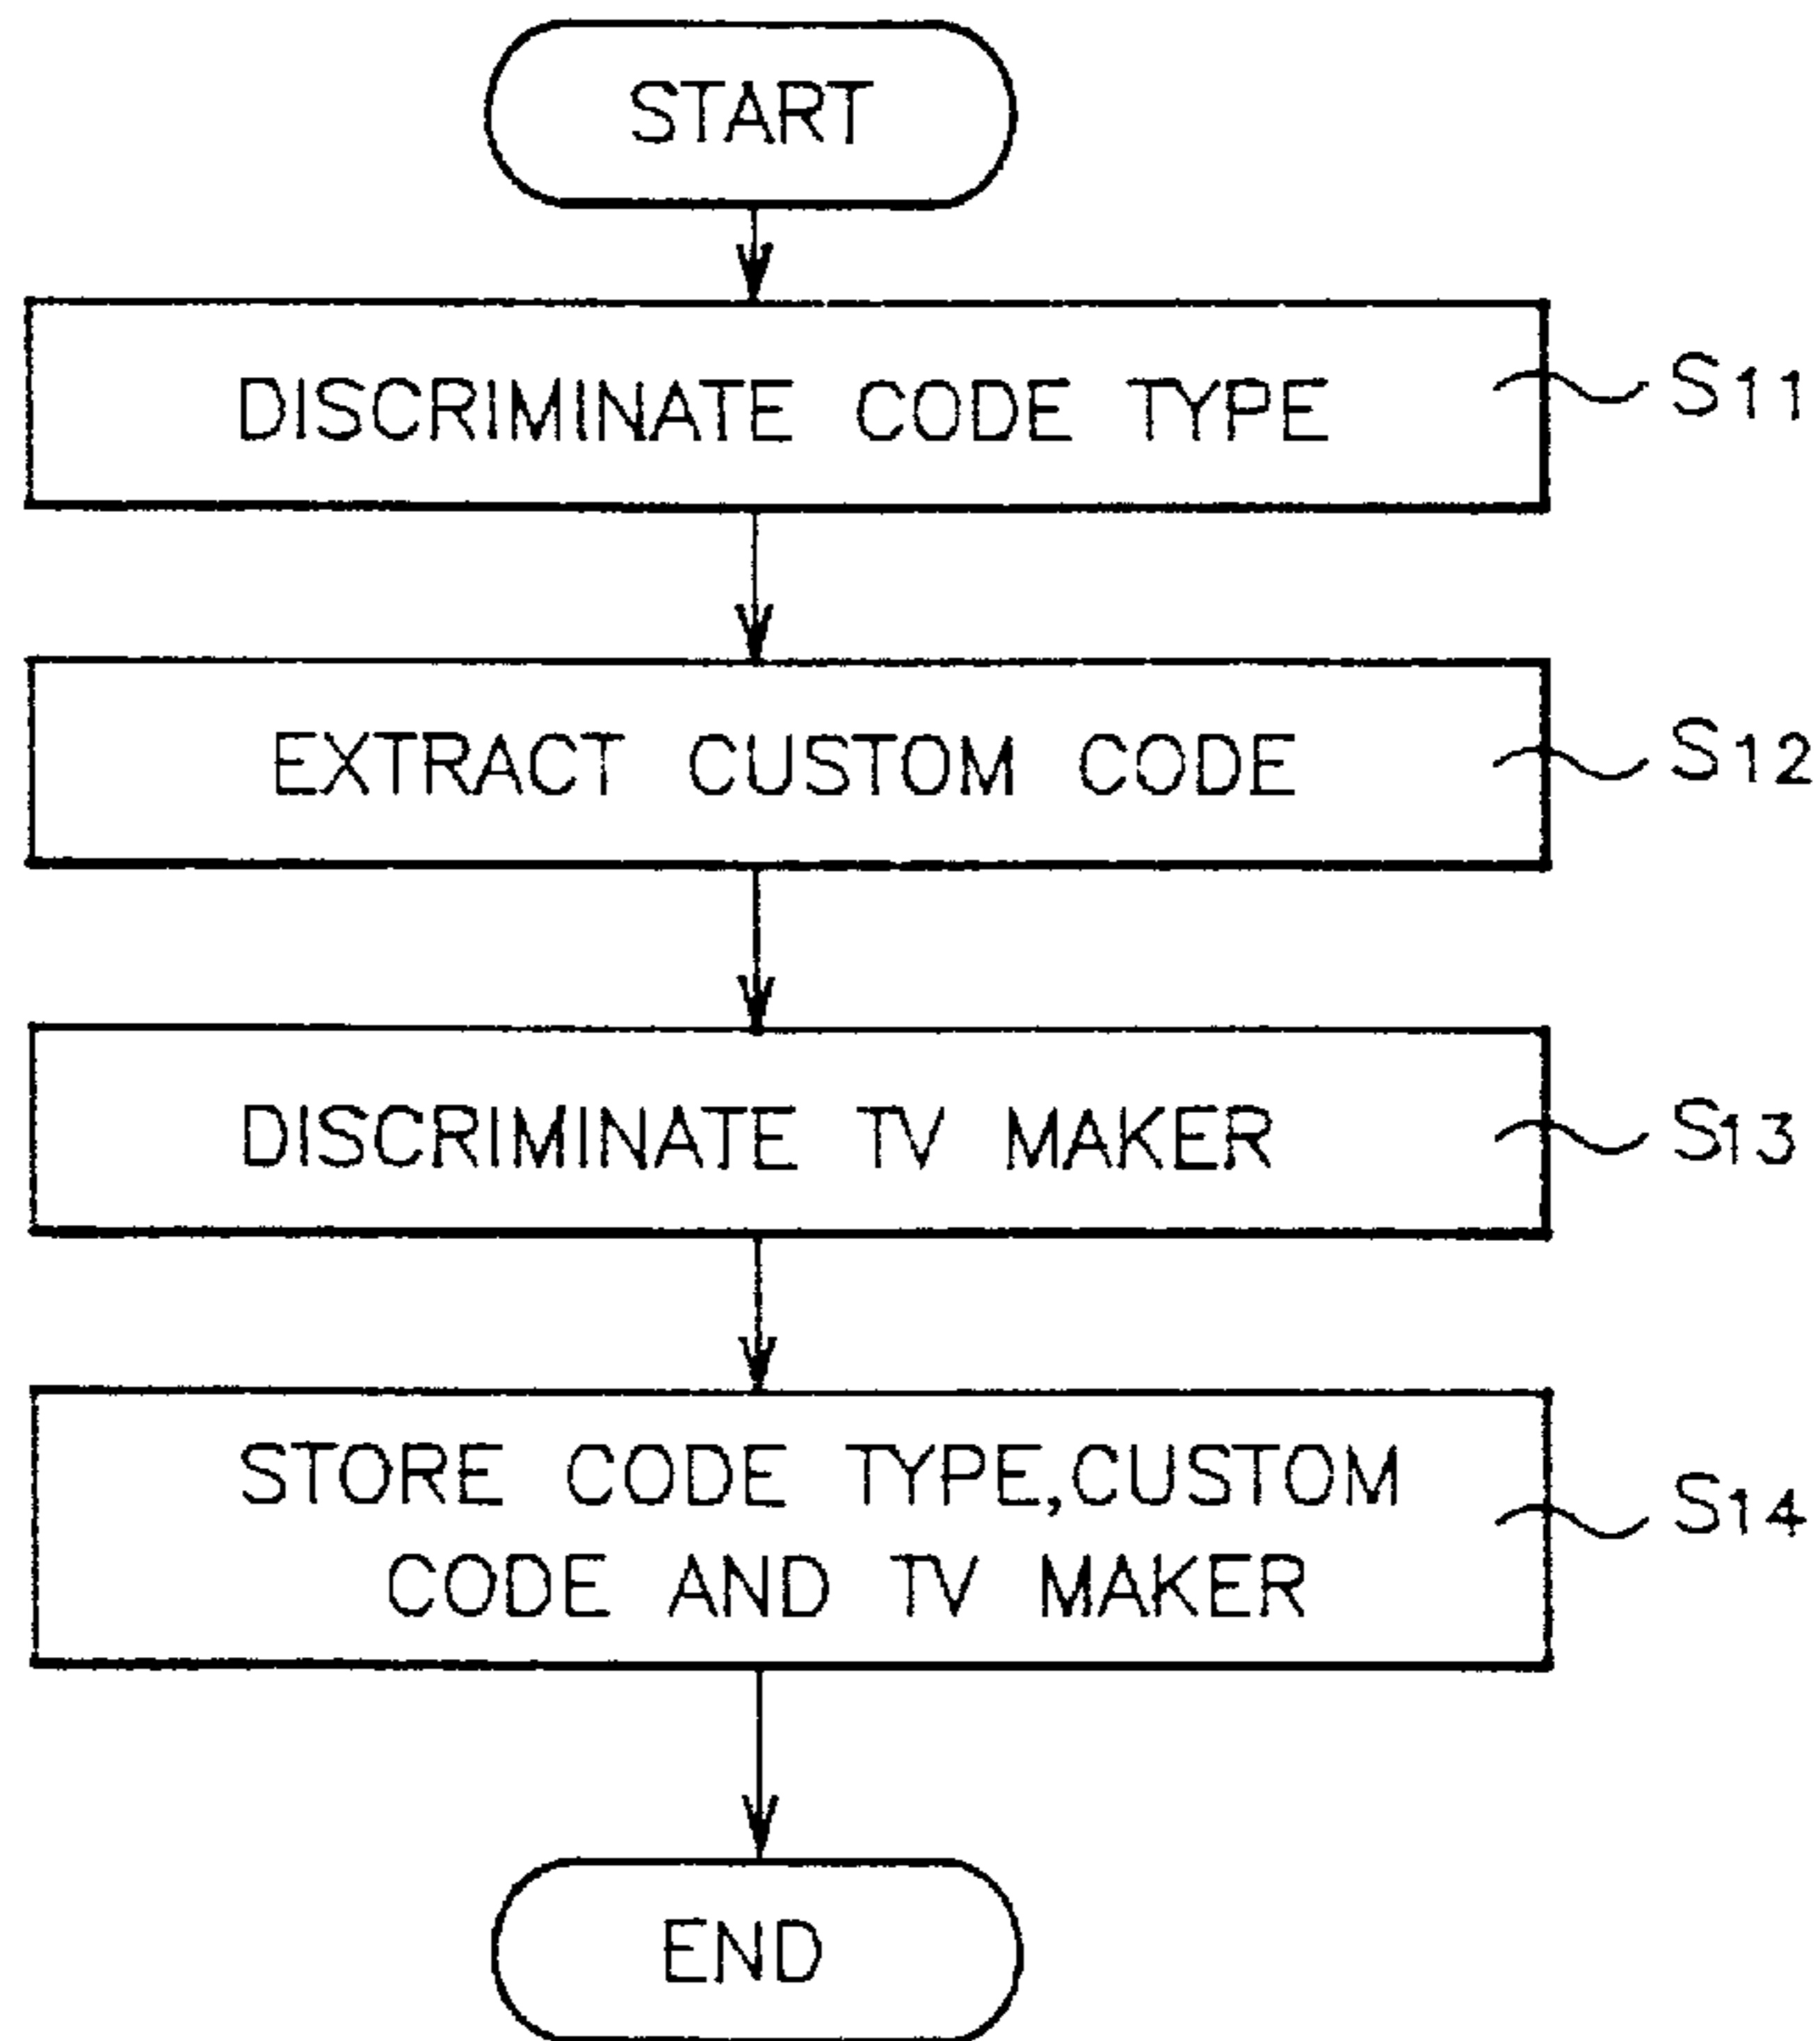 START
DISCRIMINATE CODE TYPE
S11
EXTRACT CUSTOM CODE
S12
DISCRIMINATE TV MAKER
S13
STORE CODE TYPE,CUSTOM
CODE AND TV MAKER
S14
END